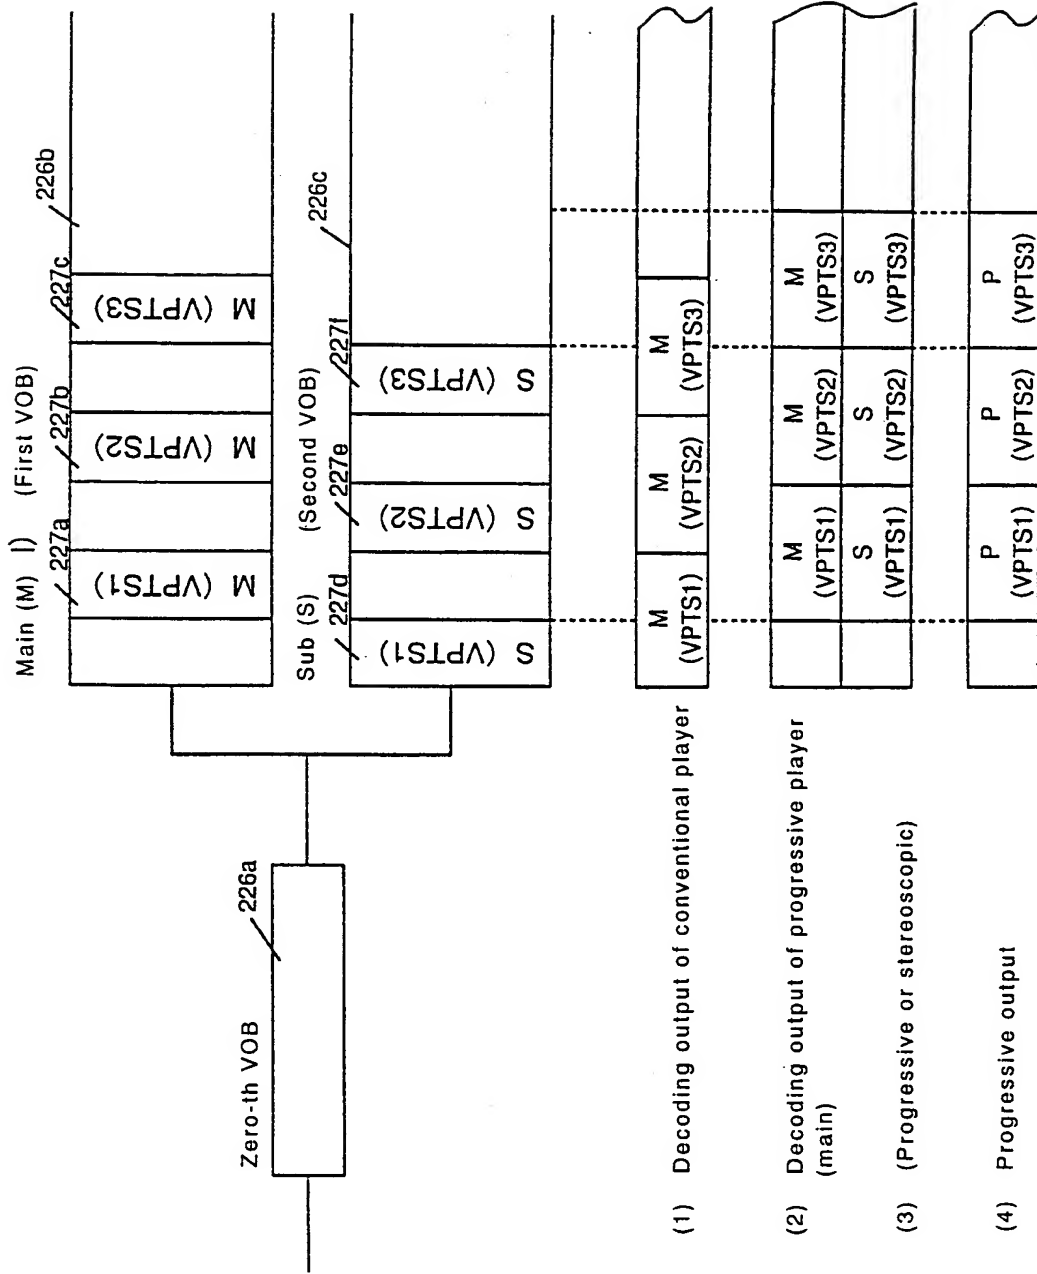 Main (M) I) (First VOB)
227a 227b 227c 226b
M (VPTS1) M (VPTS2) M (VPTS3)
Zero-th VOB
226a
Sub (S) (Second VOB)
227d 227e 227f 226c
S (VPTS1) S (VPTS2) S (VPTS3)
(1) Decoding output of conventional player
M M M
(VPTS1) (VPTS2) (VPTS3)
(2) Decoding output of progressive player
(main)
M M M
(VPTS1) (VPTS2) (VPTS3)
(3) (Progressive or stereoscopic)
S S S
(VPTS1) (VPTS2) (VPTS3)
(4) Progressive output
P P P
(VPTS1) (VPTS2) (VPTS3)